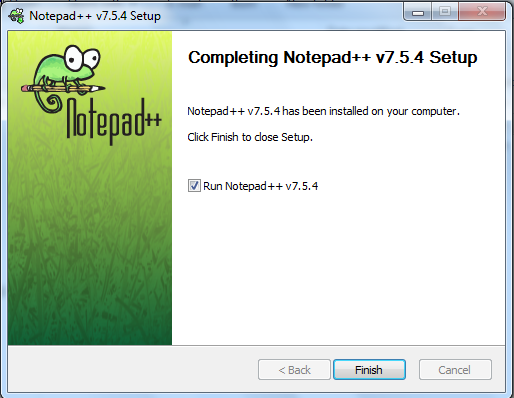 Notepad++ v7.5.4 Setup
Notepad++
Completing Notepad++ v7.5.4 Setup
Notepad++ v7.5.4 has been installed on your computer.
Click Finish to close Setup.
Run Notepad++ v7.5.4
< Back
Finish
Cancel